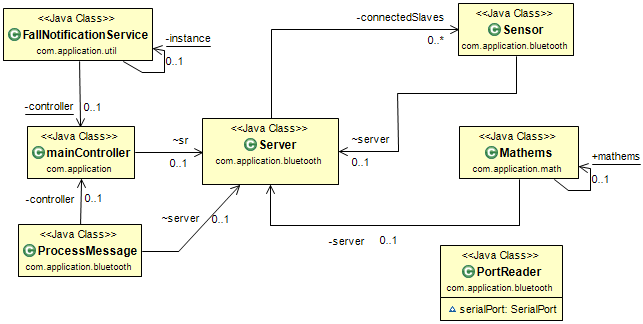 <<Java Class>>
FallNotificationService
com.application.util
-instance
0..1
-connectedSlaves
0..*
<<Java Class>>
Sensor
com.application.bluetooth
-controller
0..1
<<Java Class>>
mainController
com.application
~sr
0..1
<<Java Class>>
Server
com.application.bluetooth
~server
0..1
<<Java Class>>
Mathems
com.application.math
+mathems
0..1
-controller
0..1
~server
0..1
-server
0..1
<<Java Class>>
ProcessMessage
com.application.bluetooth
<<Java Class>>
PortReader
com.application.bluetooth
serialPort: SerialPort